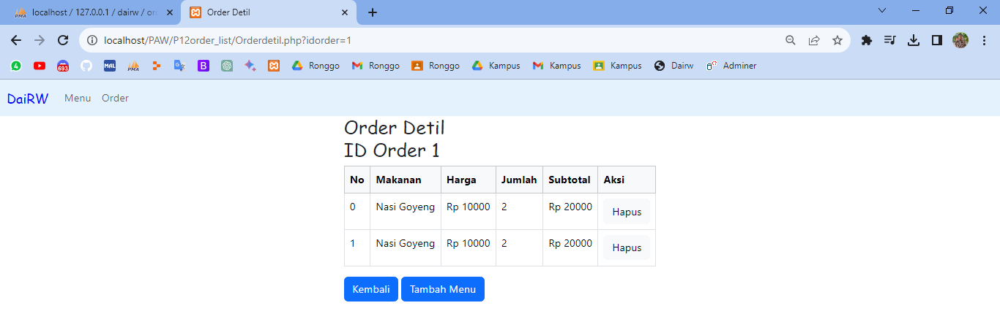 localhost / 127.0.0.1 / dairw / ord
Order Detil
localhost/PAW/P12order_list/Orderdetil.php?idorder=1
4 693 MAL PMA B Ronggo Ronggo Ronggo Kampus Kampus Kampus Dairw Adminer
DaiRW Menu Order
Order Detil
ID Order 1
No Makanan Harga Jumlah Subtotal Aksi
0 Nasi Goyeng Rp 10000 2 Rp 20000 Hapus
1 Nasi Goyeng Rp 10000 2 Rp 20000 Hapus
Kembali Tambah Menu